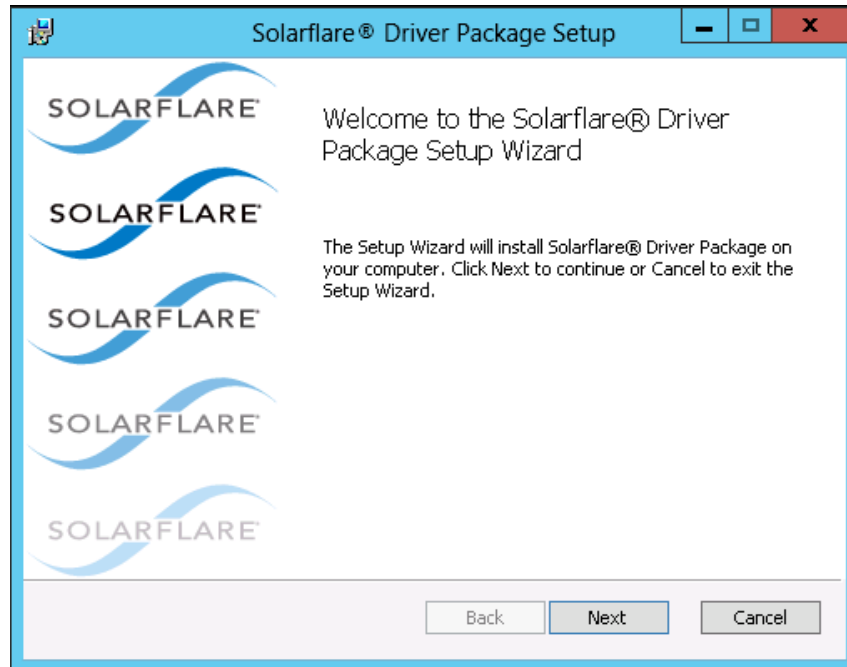 Solarflare® Driver Package Setup
SOLARFLARE®
SOLARFLARE®
SOLARFLARE®
SOLARFLARE®
SOLARFLARE®
Welcome to the Solarflare® Driver
Package Setup Wizard
The Setup Wizard will install Solarflare® Driver Package on
your computer. Click Next to continue or Cancel to exit the
Setup Wizard.
Back
Next
Cancel